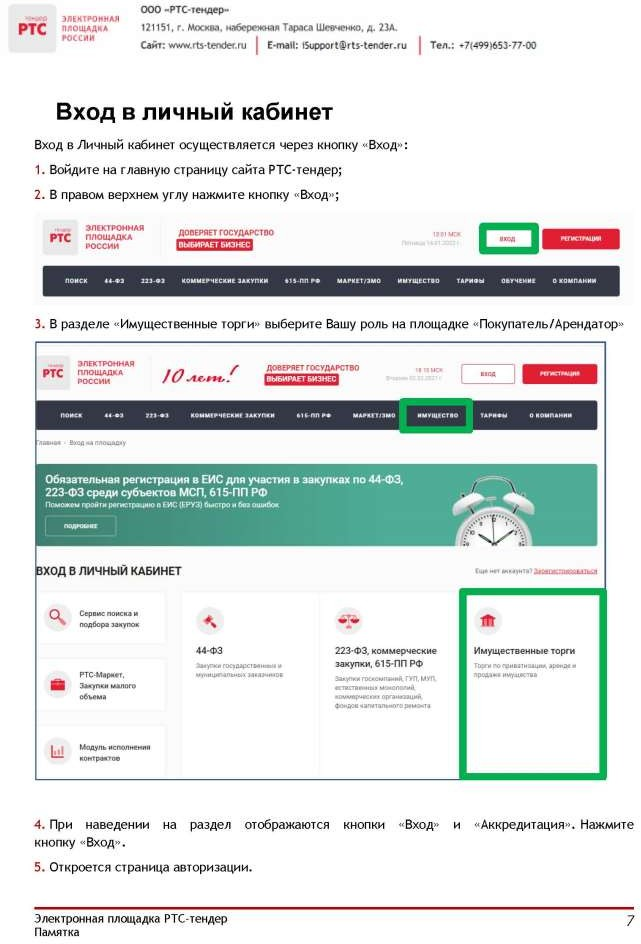 тендер
РТС
ЭЛЕКТРОННАЯ
ПЛОЩАДКА
РОССИИ
ООО «РТС-тендер»
121151, г. Москва, набережная Тараса Шевченко, д. 23А.
Сайт: www.rts-tender.ru | E-mail: iSupport@rts-tender.ru | Тел.: +7(499)653-77-00
Вход в личный кабинет
Вход в Личный кабинет осуществляется через кнопку «Вход»:
1. Войдите на главную страницу сайта РТС-тендер;
2. В правом верхнем углу нажмите кнопку «Вход»;
тендер
РТС
ЭЛЕКТРОННАЯ
ПЛОЩАДКА
РОССИИ
ДОВЕРЯЕТ ГОСУДАРСТВО
ВЫБИРАЕТ БИЗНЕС
МСК
Пятница 14.01.2022 г.
ВХОД
РЕГИСТРАЦИЯ
ПОИСК 44-ФЗ 223-ФЗ КОММЕРЧЕСКИЕ ЗАКУПКИ 615-ПП РФ МАРКЕТ/ЗМО ИМУЩЕСТВО ТАРИФЫ ОБУЧЕНИЕ О КОМПАНИИ
3. В разделе «Имущественные торги» выберите Вашу роль на площадке «Покупатель/Арендатор»
тендер
РТС
ЭЛЕКТРОННАЯ
ПЛОЩАДКА
РОССИИ
10 лет!
ДОВЕРЯЕТ ГОСУДАРСТВО
ВЫБИРАЕТ БИЗНЕС
МСК
Вторник
ВХОД
РЕГИСТРАЦИЯ
ПОИСК 44-ФЗ 223-ФЗ КОММЕРЧЕСКИЕ ЗАКУПКИ 615-ПП РФ МАРКЕТ/ЗМО ИМУЩЕСТВО ТАРИФЫ О КОМПАНИИ
Главная - Вход на площадку
Обязательная регистрация в ЕИС для участия в закупках по 44-ФЗ,
223-ФЗ среди субъектов МСП, 615-ПП РФ
Поможем пройти регистрацию в ЕИС (ЕРУЗ) быстро и без ошибок
ПОДРОБНЕЕ
ВХОД В ЛИЧНЫЙ КАБИНЕТ
Еще нет аккаунта? Зарегистрироваться
Сервис поиска и
подбора закупок
РТС-Маркет,
Закупки малого
объема
Модуль исполнения
контрактов
44-ФЗ
Закупки государственных и
муниципальных заказчиков
223-ФЗ, коммерческие
закупки, 615-ПП РФ
Закупки госкомпаний, ГУП, МУП,
естественных монополий,
коммерческих организаций,
фондов капитального ремонта
Имущественные торги
Торги по приватизации, аренде и
продаже имущества
4. При наведении на раздел отображаются кнопки «Вход» и «Аккредитация». Нажмите
кнопку «Вход».
5. Откроется страница авторизации.
Электронная площадка РТС-тендер
Памятка
7